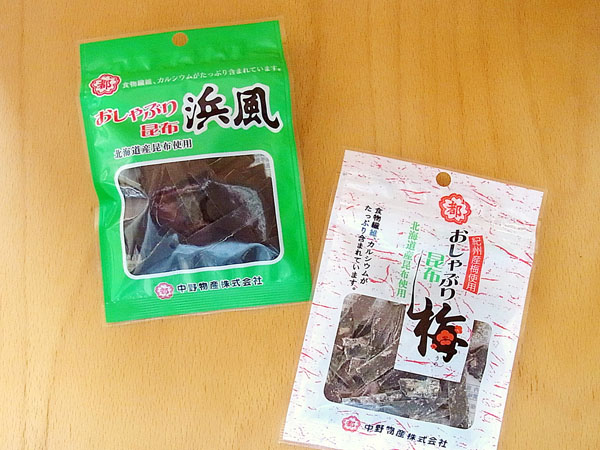 都
食物繊維、カルシウムがたっぷり含まれています。
おしゃぶり
昆布
浜風
北海道産昆布使用
中野物産株式会社
都
紀州産梅使用
おしゃぶり
昆布
梅
うめ
北海道産昆布使用
食物繊維、カルシウムが
たっぷり含まれています。
中野物産株式会社